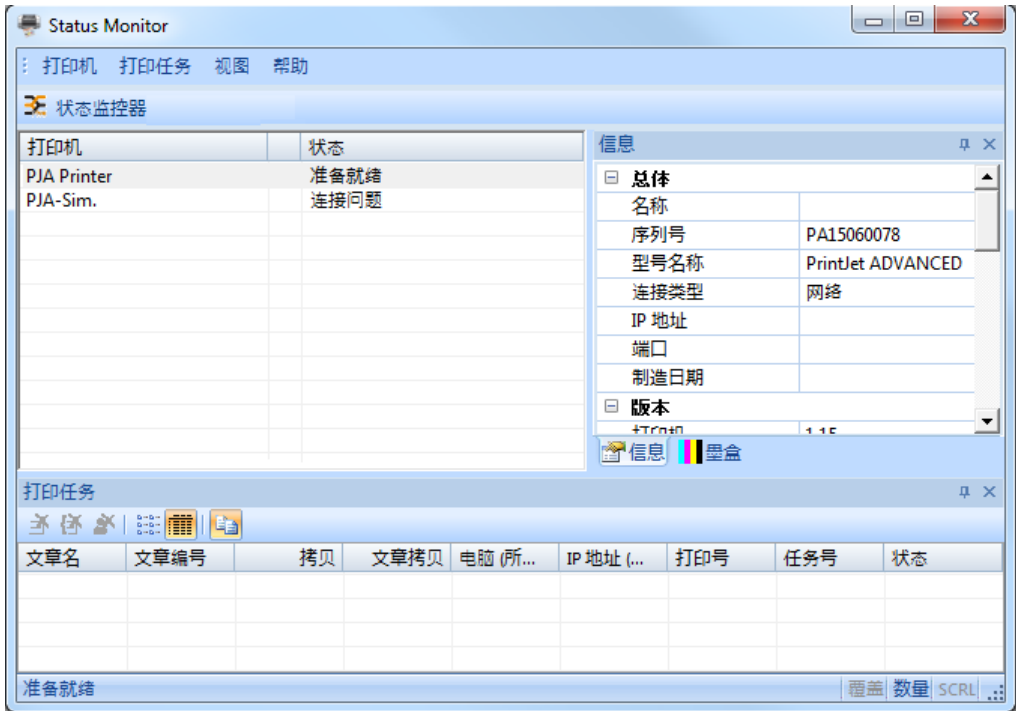 Status Monitor
打印机 打印任务 视图 帮助
状态监控器
打印机 状态
PJA Printer 准备就绪
PJA-Sim. 连接问题
信息
总体
名称
序列号 PA15060078
型号名称 PrintJet ADVANCED
连接类型 网络
IP 地址
端口
制造日期
版本
打印机 1.15
信息 墨盒
打印任务
文章名 文章编号 拷贝 文章拷贝 电脑 (所... IP 地址 (... 打印号 任务号 状态
准备就绪 覆盖 数量 SCRL